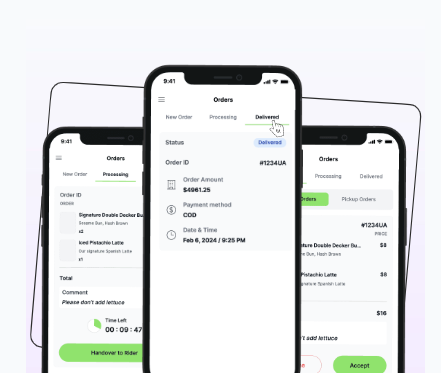 9:41
Orders
New Order Processing
Order ID
Signature Double Decker Bu
Sesame Bun, Hash Brown
x2
Iced Pistachio Latte
Our signature Spanish Latte
x1
Total
Comment
Please don't add lettuce
Time Left
00 : 09 : 47
Handover to Rider
9:41
Orders
New Order Processing Delivered
Status Delivered
Order ID #1234UA
Order Amount
$4961.25
Payment method
COD
Date & Time
Feb 6, 2024 / 9:25 PM
Orders
Processing Delivered
Orders Pickup Orders
#1234UA
PRICE
ture Double Decker Bu... $8
me Bun, Hash Brown
Pistachio Latte $8
ignature Spanish Latte
$16
't add lettuce
Accept